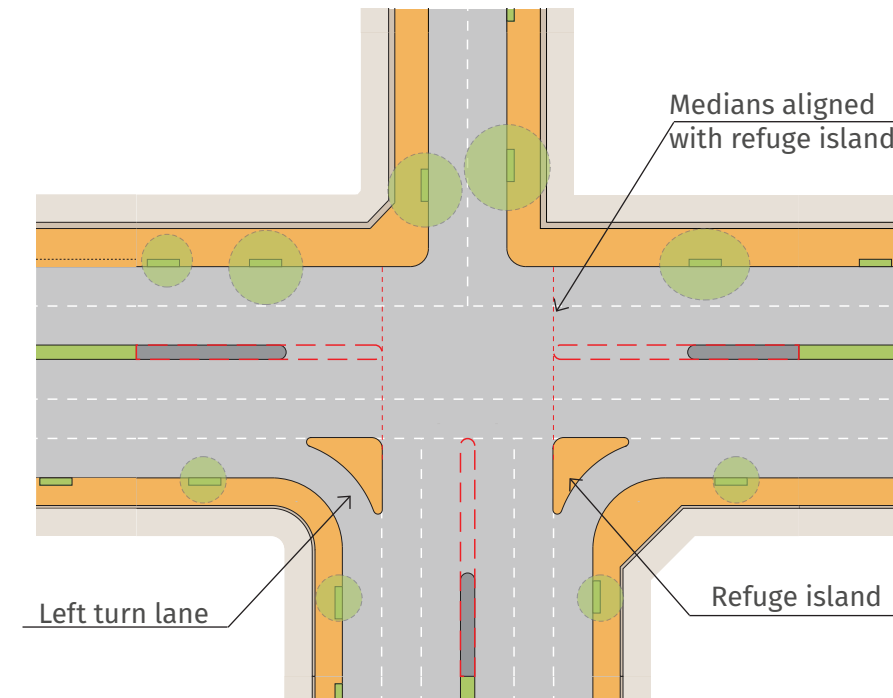 Medians aligned
with refuge island
Left turn lane
Refuge island